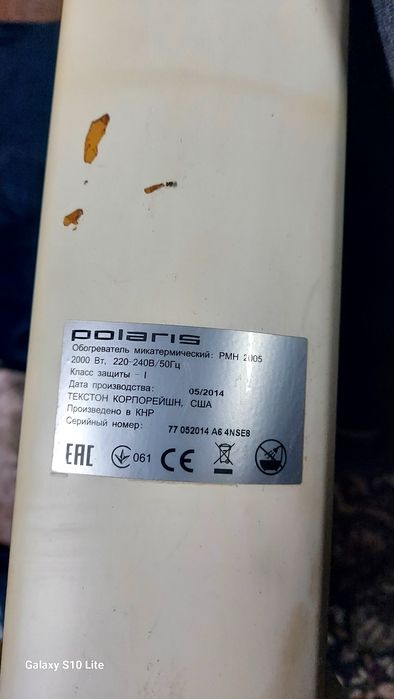 polaris
Обогреватель микатермический: PMH 2005
2000 Вт, 220-240В/50Гц
Класс защиты - I
Дата производства: 05/2014
ТЕКСТОН КОРПОРЕЙШН, США
Произведено в КНР
Серийный номер: 77 052014 A6 4NSE8
EAC 061 CE
Galaxy S10 Lite